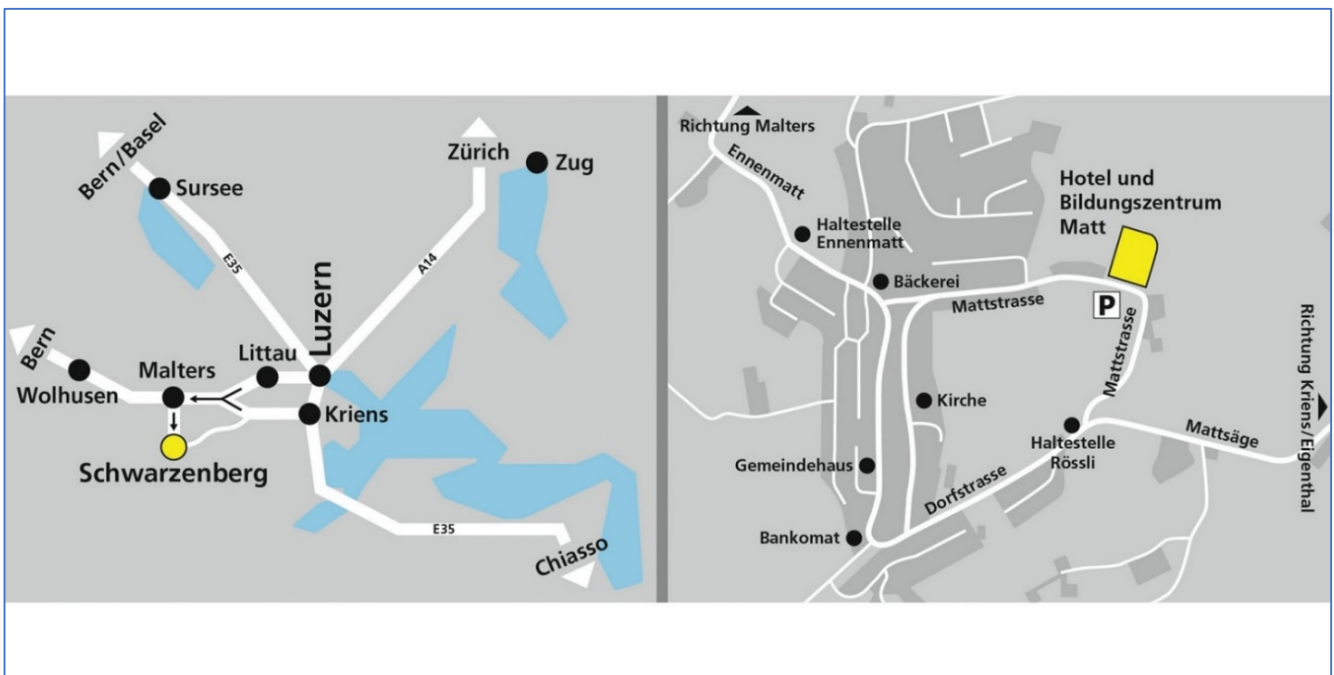 Bern/Basel
Sursee
E35
Zürich
Zug
A14
Luzern
Bern
Wolhusen
Malters
Littau
Kriens
Schwarzenberg
E35
Chiasso
Richtung Malters
Ennenmatt
Haltestelle
Ennenmatt
Bäckerei
Hotel und
Bildungszentrum
Matt
Mattstrasse
P
Mattstrasse
Richtung Kriens/Eigenthal
Kirche
Haltestelle
Rössli
Mattsäge
Gemeindehaus
Dorfstrasse
Bankomat